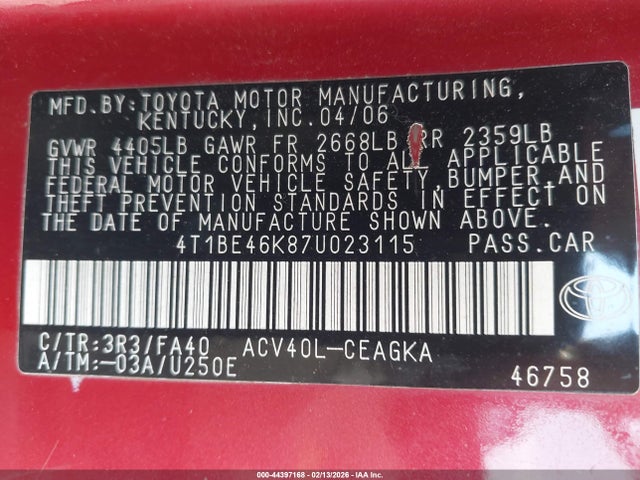 MFD.BY:TOYOTA MOTOR MANUFACTURING,
KENTUCKY,INC.04/06
GVWR 4405LB GAWR FR 2668LB RR 2359LB
THIS VEHICLE CONFORMS TO ALL APPLICABLE
FEDERAL MOTOR VEHICLE SAFETY,BUMPER,AND
THEFT PREVENTION STANDARDS IN EFFECT ON
THE DATE OF MANUFACTURE SHOWN ABOVE.
4T1BE46K87U023115 PASS.CAR
C/TR:3R3/FA40 ACV40L-CEAGKA
A/TM:-03A/U250E
46758
000-44397168 - 02/13/2026 - IAA Inc.